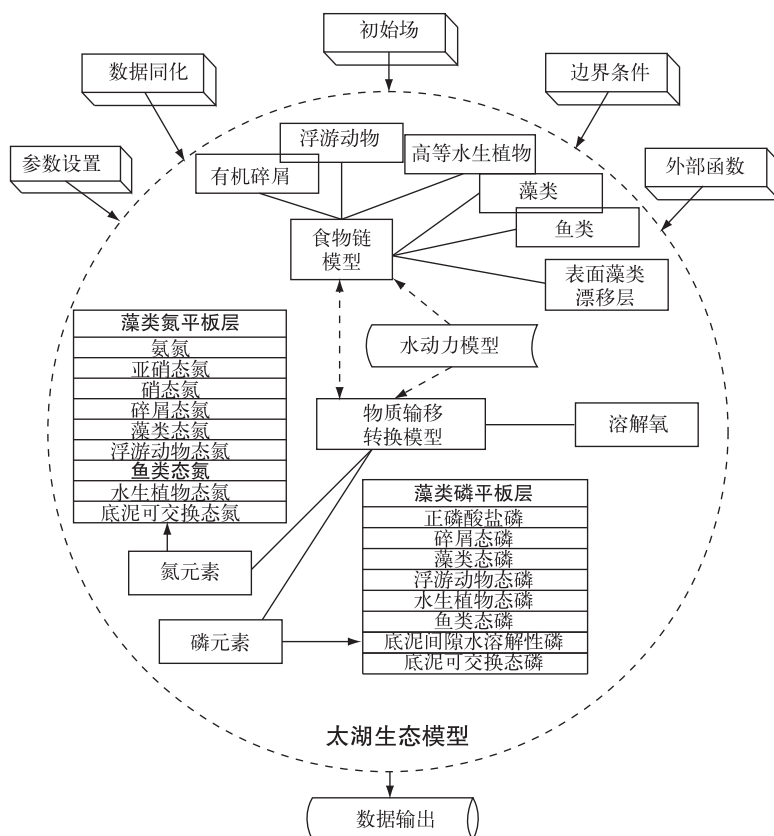 初始场
数据同化
边界条件
参数设置
外部函数
浮游动物
高等水生植物
有机碎屑
藻类
鱼类
食物链
模型
表面藻类
漂移层
水动力模型
藻类氮平板层
氨氮
亚硝态氮
硝态氮
碎屑态氮
藻类态氮
浮游动物态氮
鱼类态氮
水生植物态氮
底泥可交换态氮
物质输移
转换模型
溶解氧
藻类磷平板层
正磷酸盐磷
碎屑态磷
藻类态磷
浮游动物态磷
水生植物态磷
鱼类态磷
底泥间隙水溶解性磷
底泥可交换态磷
氮元素
磷元素
太湖生态模型
数据输出